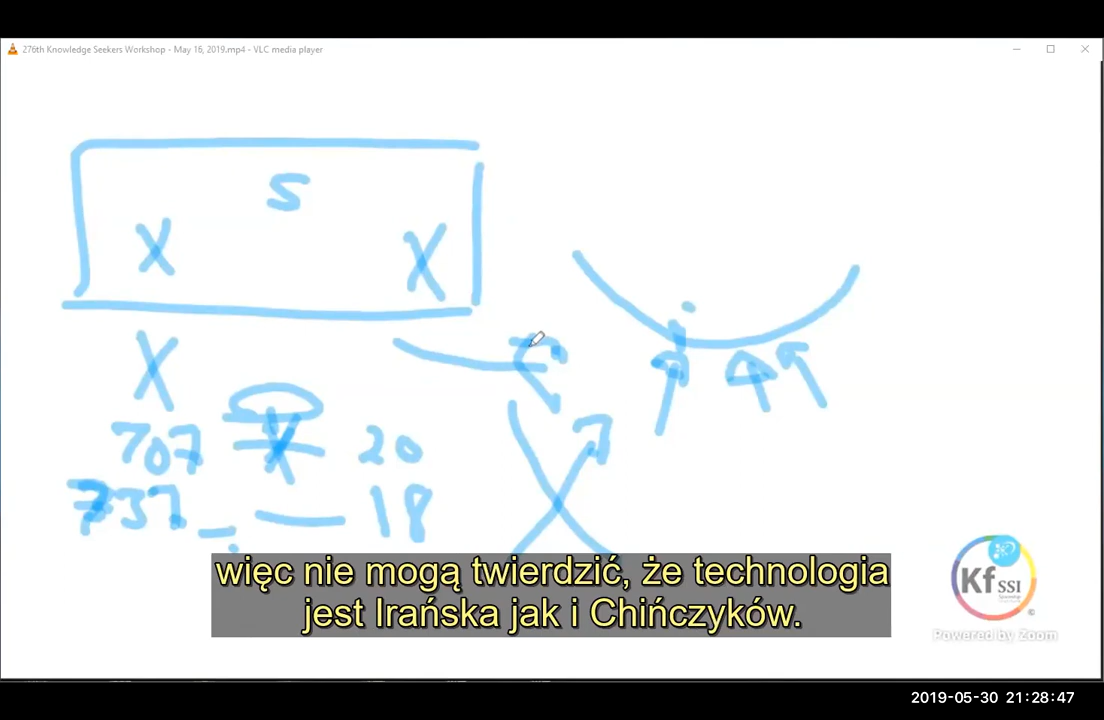 276th Knowledge Seekers Workshop - May 16, 2019.mp4 - VLC media player
S
X X
X
707 X 20
737 18
więc nie mogą twierdzić, że technologia
jest Irańska jak i Chińczyków.
Kf SSI
Powered by Zoom
2019-05-30 21:28:47